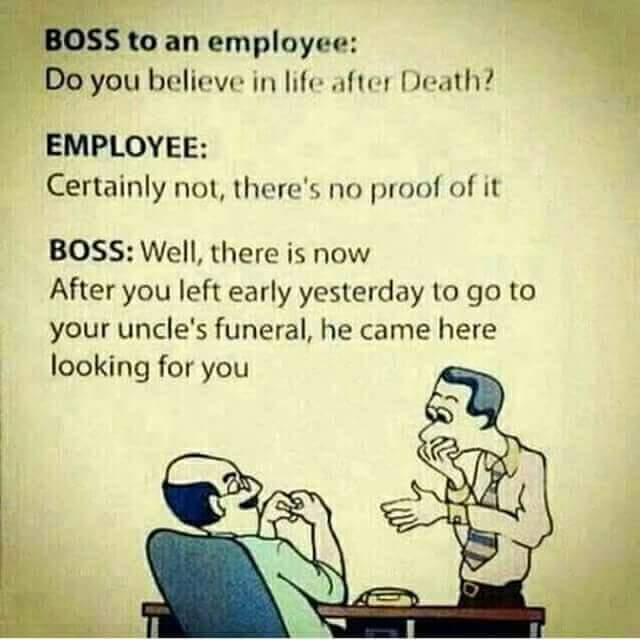 BOSS to an employee:
Do you believe in life after Death?
EMPLOYEE:
Certainly not, there's no proof of it
BOSS: Well, there is now
After you left early yesterday to go to
your uncle's funeral, he came here
looking for you